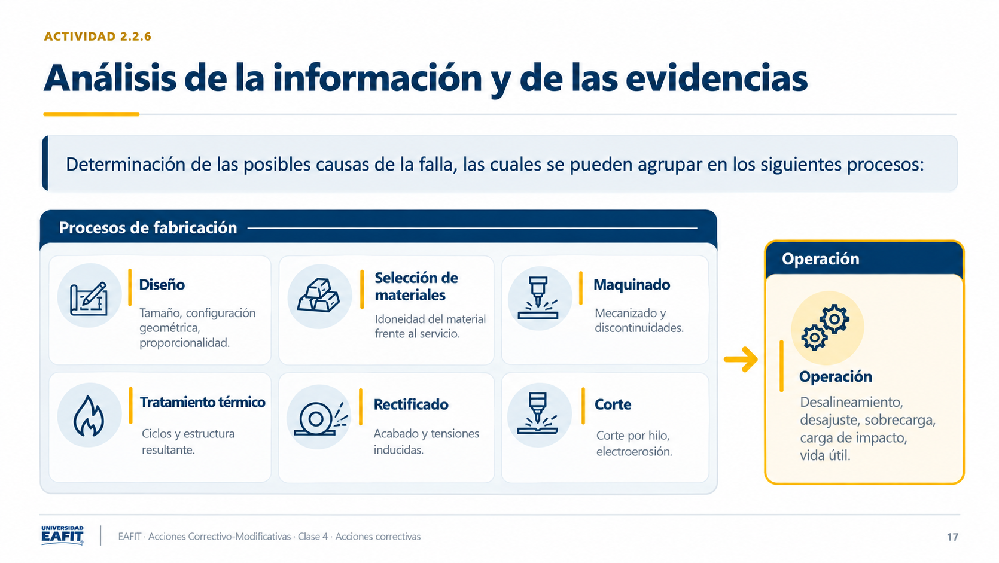 ACTIVIDAD 2.2.6
Análisis de la información y de las evidencias
Determinación de las posibles causas de la falla, las cuales se pueden agrupar en los siguientes procesos:
Procesos de fabricación
Diseño
Tamaño, configuración
geométrica,
proporcionalidad.
Selección de
materiales
Idoneidad del material
frente al servicio.
Maquinado
Mecanizado y
discontinuidades.
Tratamiento térmico
Ciclos y estructura
resultante.
Rectificado
Acabado y tensiones
inducidas.
Corte
Corte por hilo,
electroerosión.
Operación
Operación
Desalineamiento,
desajuste, sobrecarga,
carga de impacto,
vida útil.
UNIVERSIDAD
EAFIT
EAFIT · Acciones Correctivo-Modificativas · Clase 4 · Acciones correctivas
17